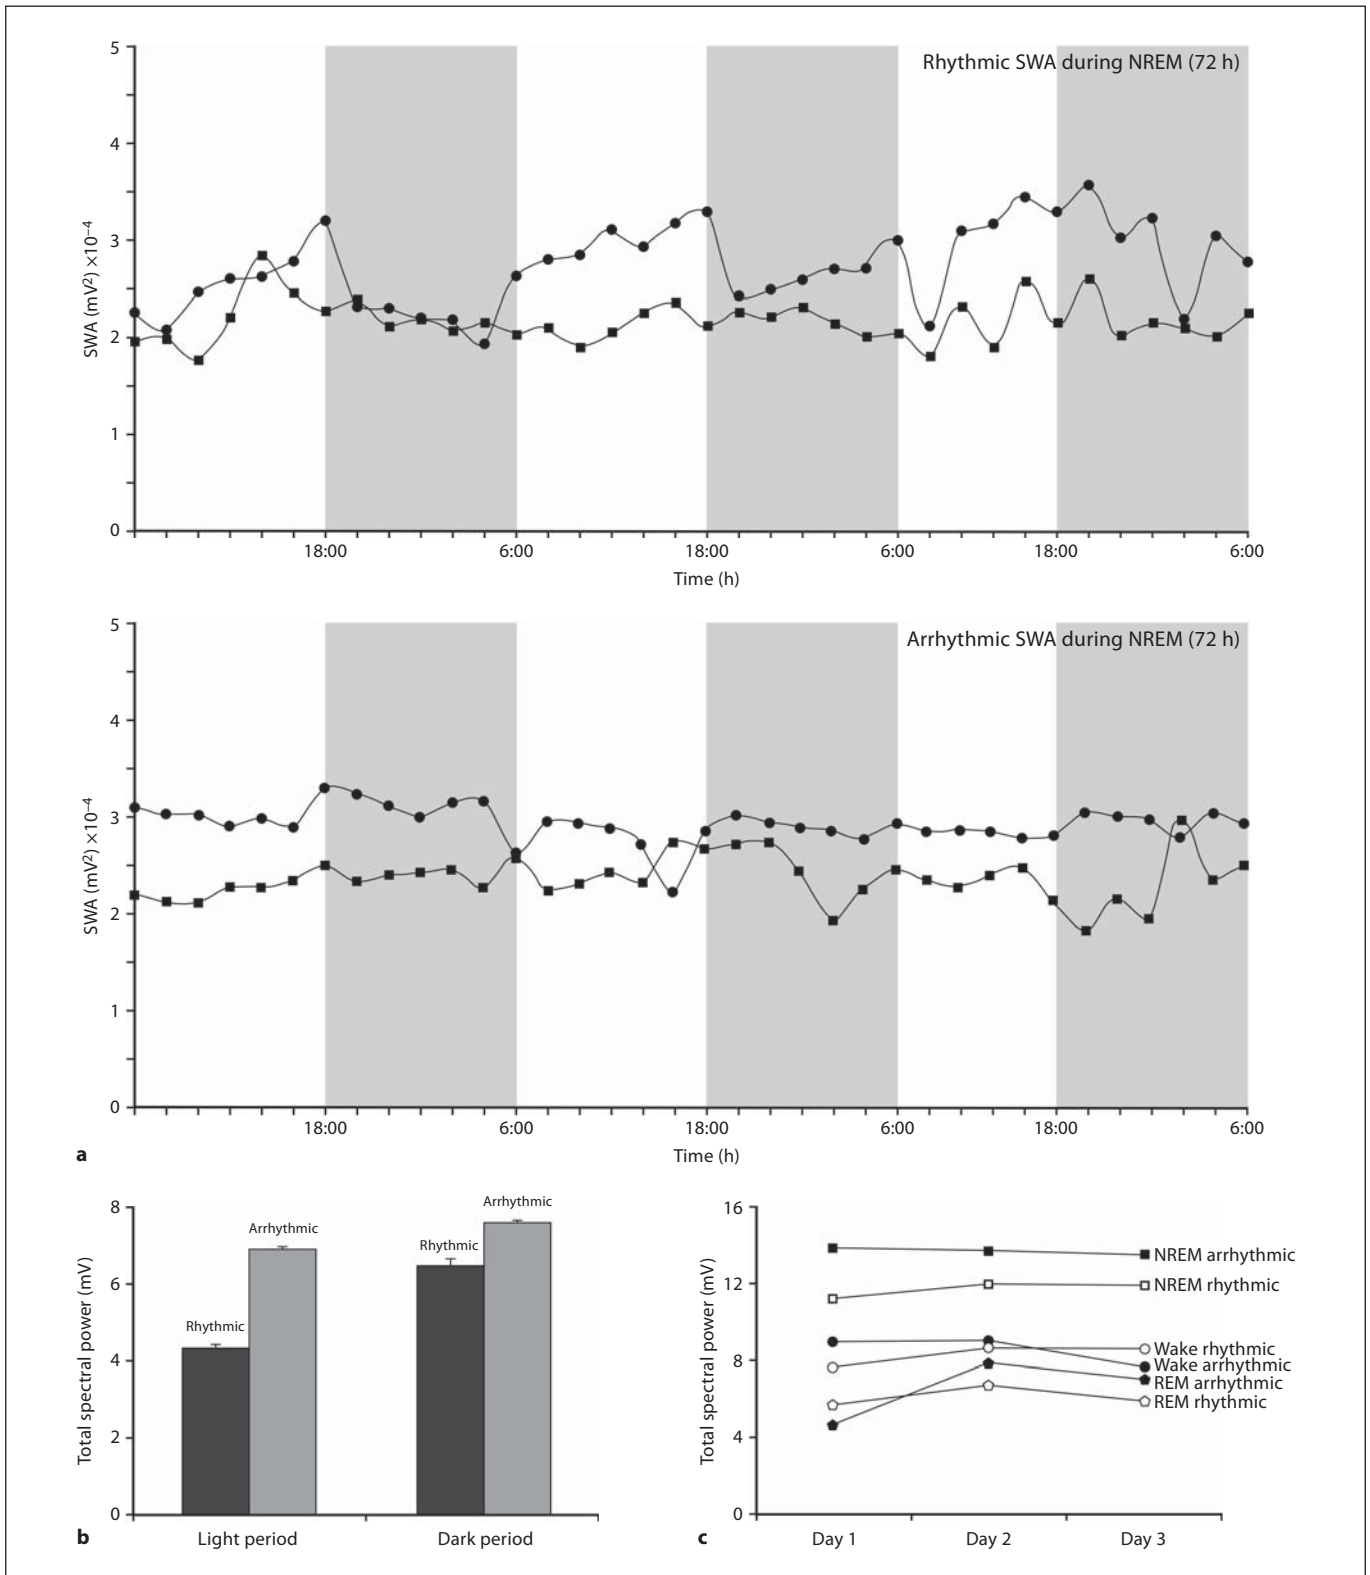 Rhythmic SWA during NREM (72 h)
5
4
3
2
1
0
SWA (mV²) ×10⁻⁴
18:00 6:00 18:00 6:00 18:00 6:00
Time (h)
Arrhythmic SWA during NREM (72 h)
5
4
3
2
1
0
SWA (mV²) ×10⁻⁴
18:00 6:00 18:00 6:00 18:00 6:00
Time (h)
a
8
6
4
2
0
Total spectral power (mV)
Rhythmic
Arrhythmic
Rhythmic
Arrhythmic
Light period Dark period
b
16
12
8
4
0
Total spectral power (mV)
NREM arrhythmic
NREM rhythmic
Wake rhythmic
Wake arrhythmic
REM arrhythmic
REM rhythmic
Day 1 Day 2 Day 3
c